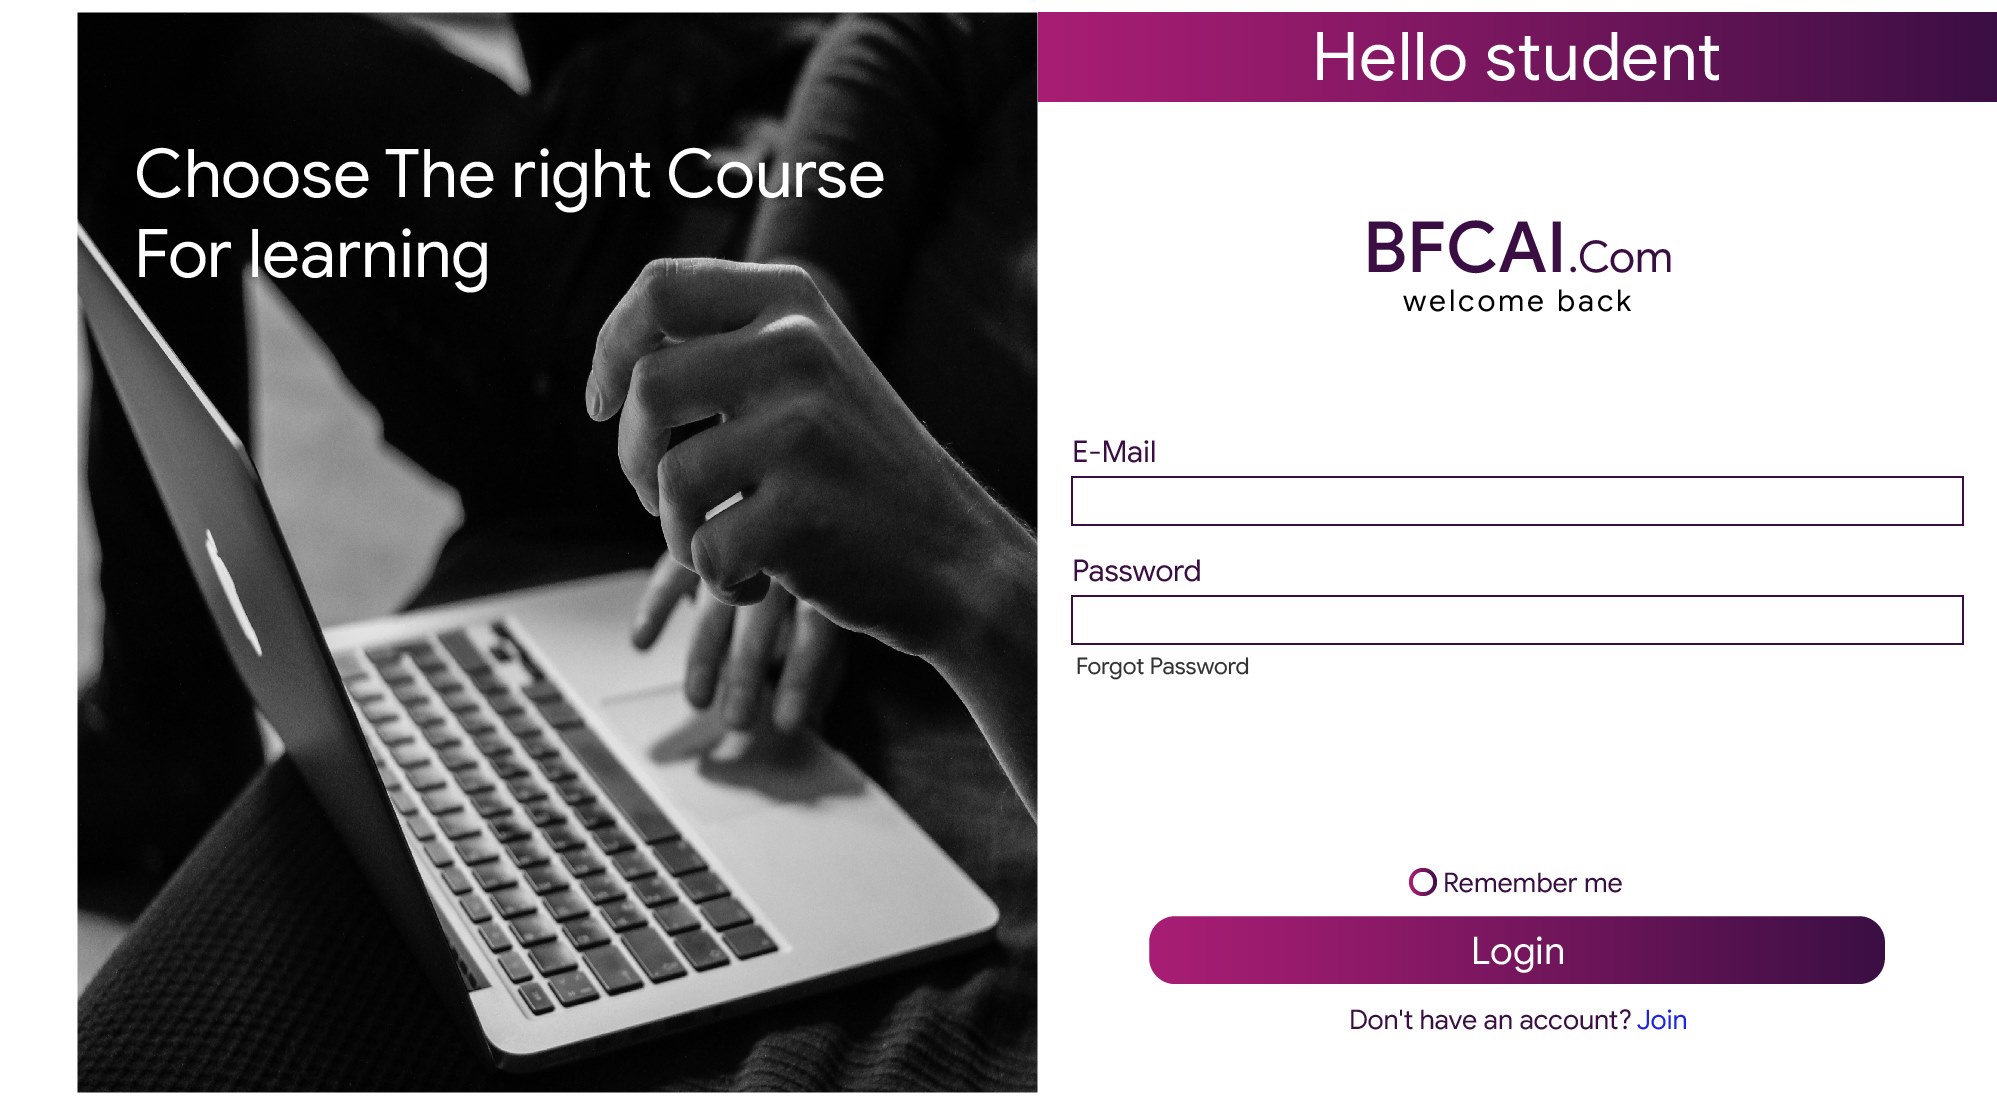 Choose The right Course
For learning
Hello student
BFCAI.Com
welcome back
E-Mail
Password
Forgot Password
Remember me
Login
Don't have an account? Join